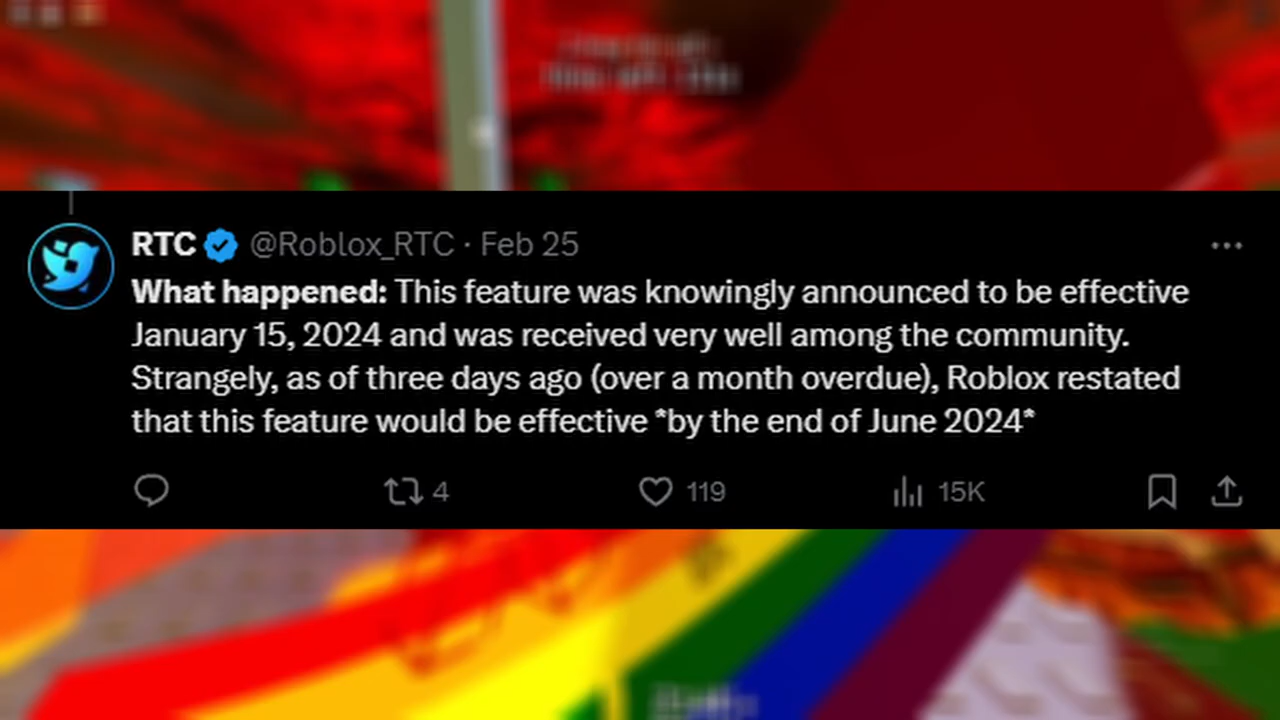 RTC @Roblox_RTC · Feb 25
What happened: This feature was knowingly announced to be effective
January 15, 2024 and was received very well among the community.
Strangely, as of three days ago (over a month overdue), Roblox restated
that this feature would be effective *by the end of June 2024*
4 119 15K